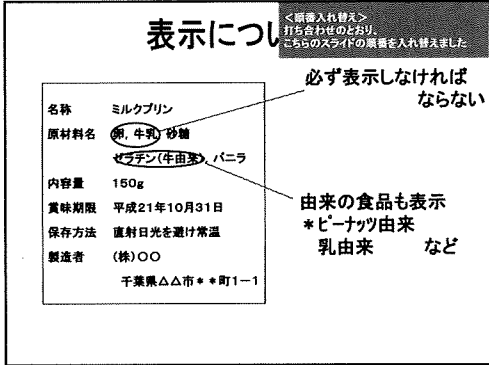 表示につい
<順番入れ替え>
打ち合わせのとおり、
こちらのスライドの順番を入れ替えました
必ず表示しなければ
ならない
名称 ミルクプリン
原材料名 卵, 牛乳, 砂糖
ゼラチン(牛由来), バニラ
内容量 150g
賞味期限 平成21年10月31日
保存方法 直射日光を避け常温
製造者 (株)○○
千葉県△△市**町1-1
由来の食品も表示
*ピーナッツ由来
乳由来 など